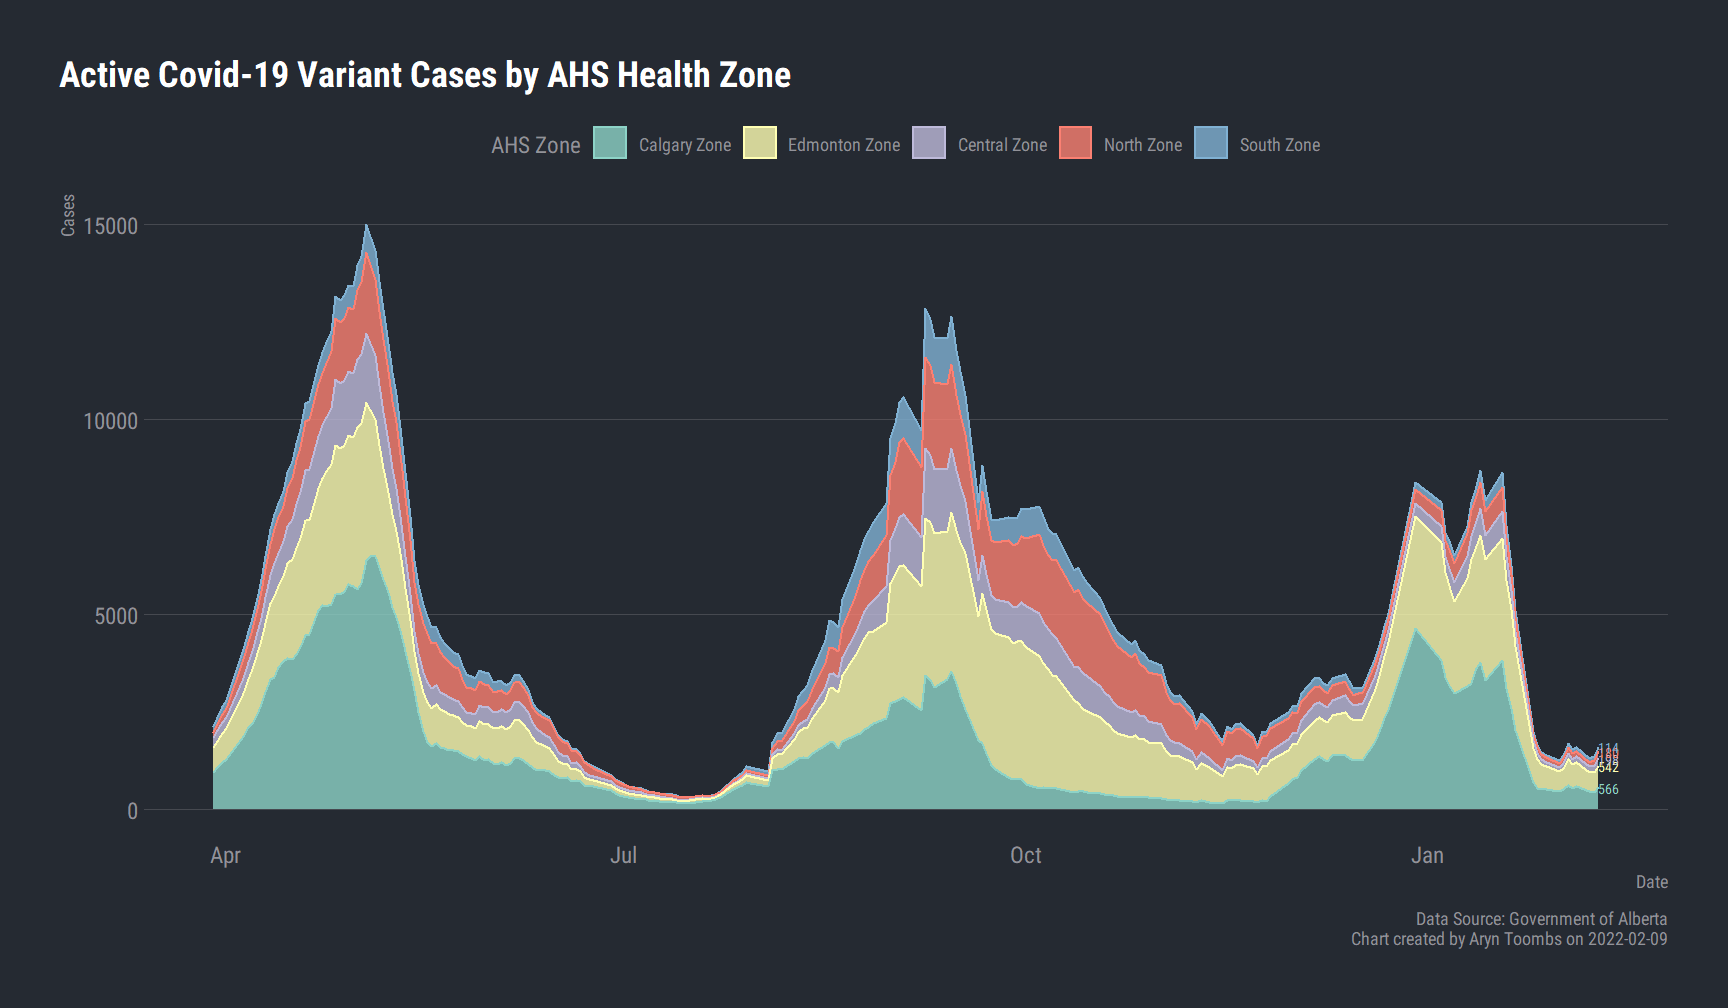 Active Covid-19 Variant Cases by AHS Health Zone
AHS Zone Calgary Zone Edmonton Zone Central Zone North Zone South Zone
Cases
15000
10000
5000
0
114
542
566
Apr Jul Oct Jan
Date
Data Source: Government of Alberta
Chart created by Aryn Toombs on 2022-02-09